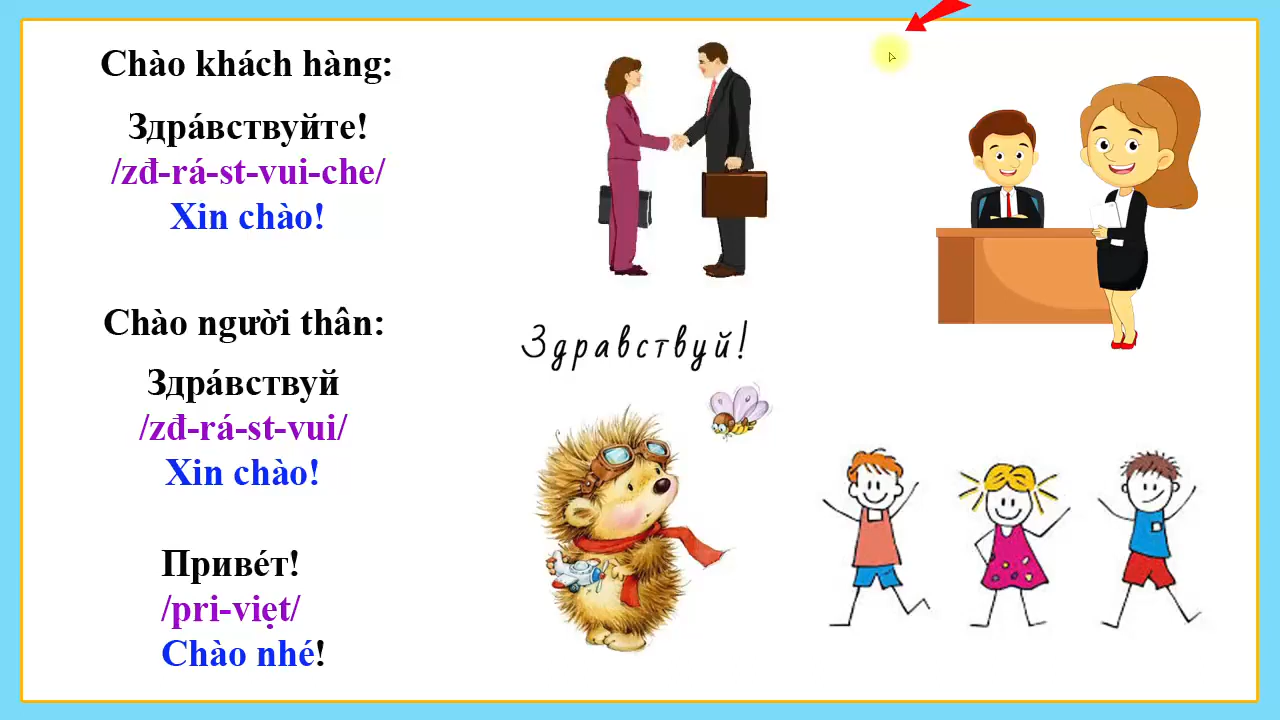 Chào khách hàng:
Здра́вствуйте!
/zđ-rá-st-vui-che/
Xin chào!
Chào người thân:
Здра́вствуй
/zđ-rá-st-vui/
Xin chào!
Приве́т!
/pri-viẹt/
Chào nhé!
Здравствуй!